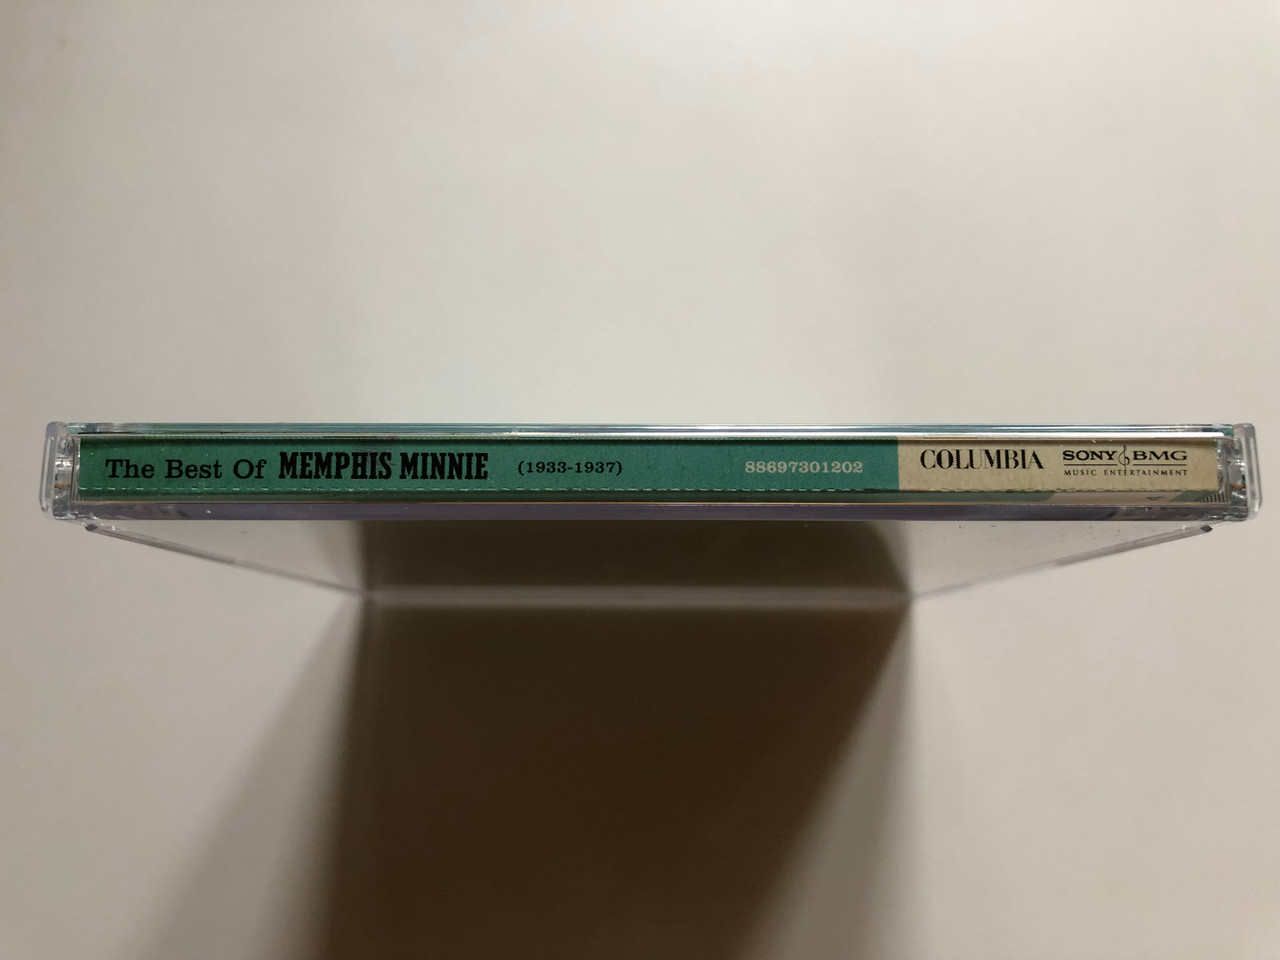 The Best Of MEMPHIS MINNIE (1933-1937) 88697301202 COLUMBIA SONY BMG
MUSIC ENTERTAINMENT